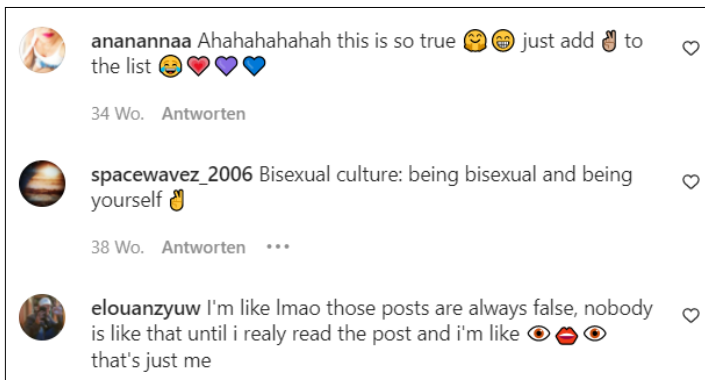 ananannaa Ahahahahahah this is so true 🤗😁 just add ✌🏽 to
the list 😂❤️💜💙
34 Wo. Antworten
spacewavez_2006 Bisexual culture: being bisexual and being
yourself ✌️
38 Wo. Antworten •••
elouanzyuw I'm like lmao those posts are always false, nobody
is like that until i realy read the post and i'm like 👁️👄👁️
that's just me